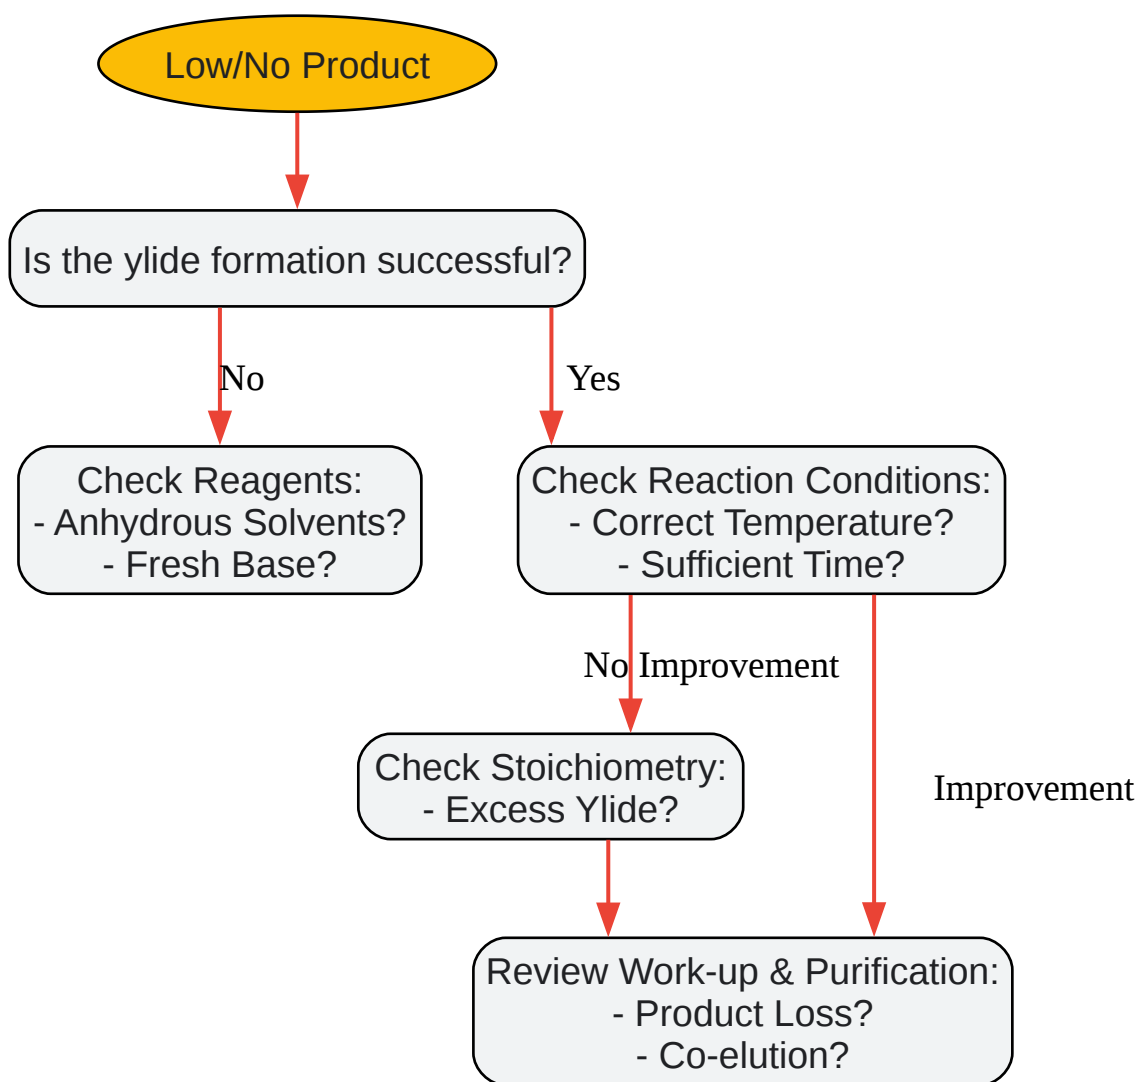 Low/No Product
Is the ylide formation successful?
No
Yes
Check Reagents:
- Anhydrous Solvents?
- Fresh Base?
Check Reaction Conditions:
- Correct Temperature?
- Sufficient Time?
No Improvement
Check Stoichiometry:
- Excess Ylide?
Improvement
Review Work-up & Purification:
- Product Loss?
- Co-elution?